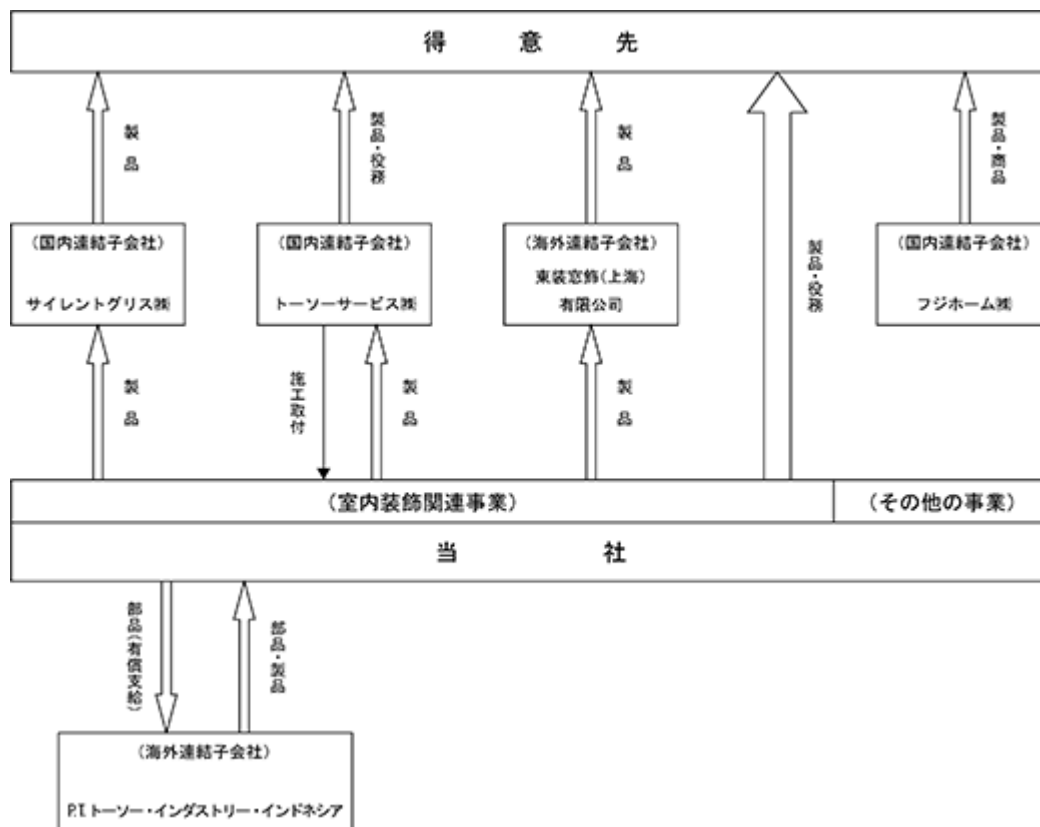 得意先
製品
製品・役務
製品
製品・役務
製品・商品
(国内連結子会社)
サイレントグリス㈱
(国内連結子会社)
トーソーサービス㈱
(海外連結子会社)
東装窓飾(上海)
有限公司
(国内連結子会社)
フジホーム㈱
製品
施工取付
製品
製品
(室内装飾関連事業)
(その他の事業)
当社
部品(有償支給)
部品・製品
(海外連結子会社)
P.T.トーソー・インダストリー・インドネシア